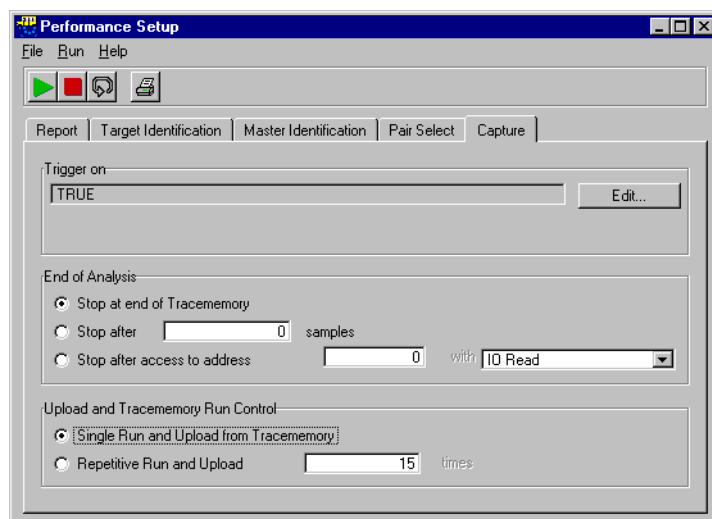 Performance Setup
File Run Help
Report Target Identification Master Identification Pair Select Capture
Trigger on
TRUE Edit...
End of Analysis
Stop at end of Tracememory
Stop after 0 samples
Stop after access to address 0 with IO Read
Upload and Tracememory Run Control
Single Run and Upload from Tracememory
Repetitive Run and Upload 15 times